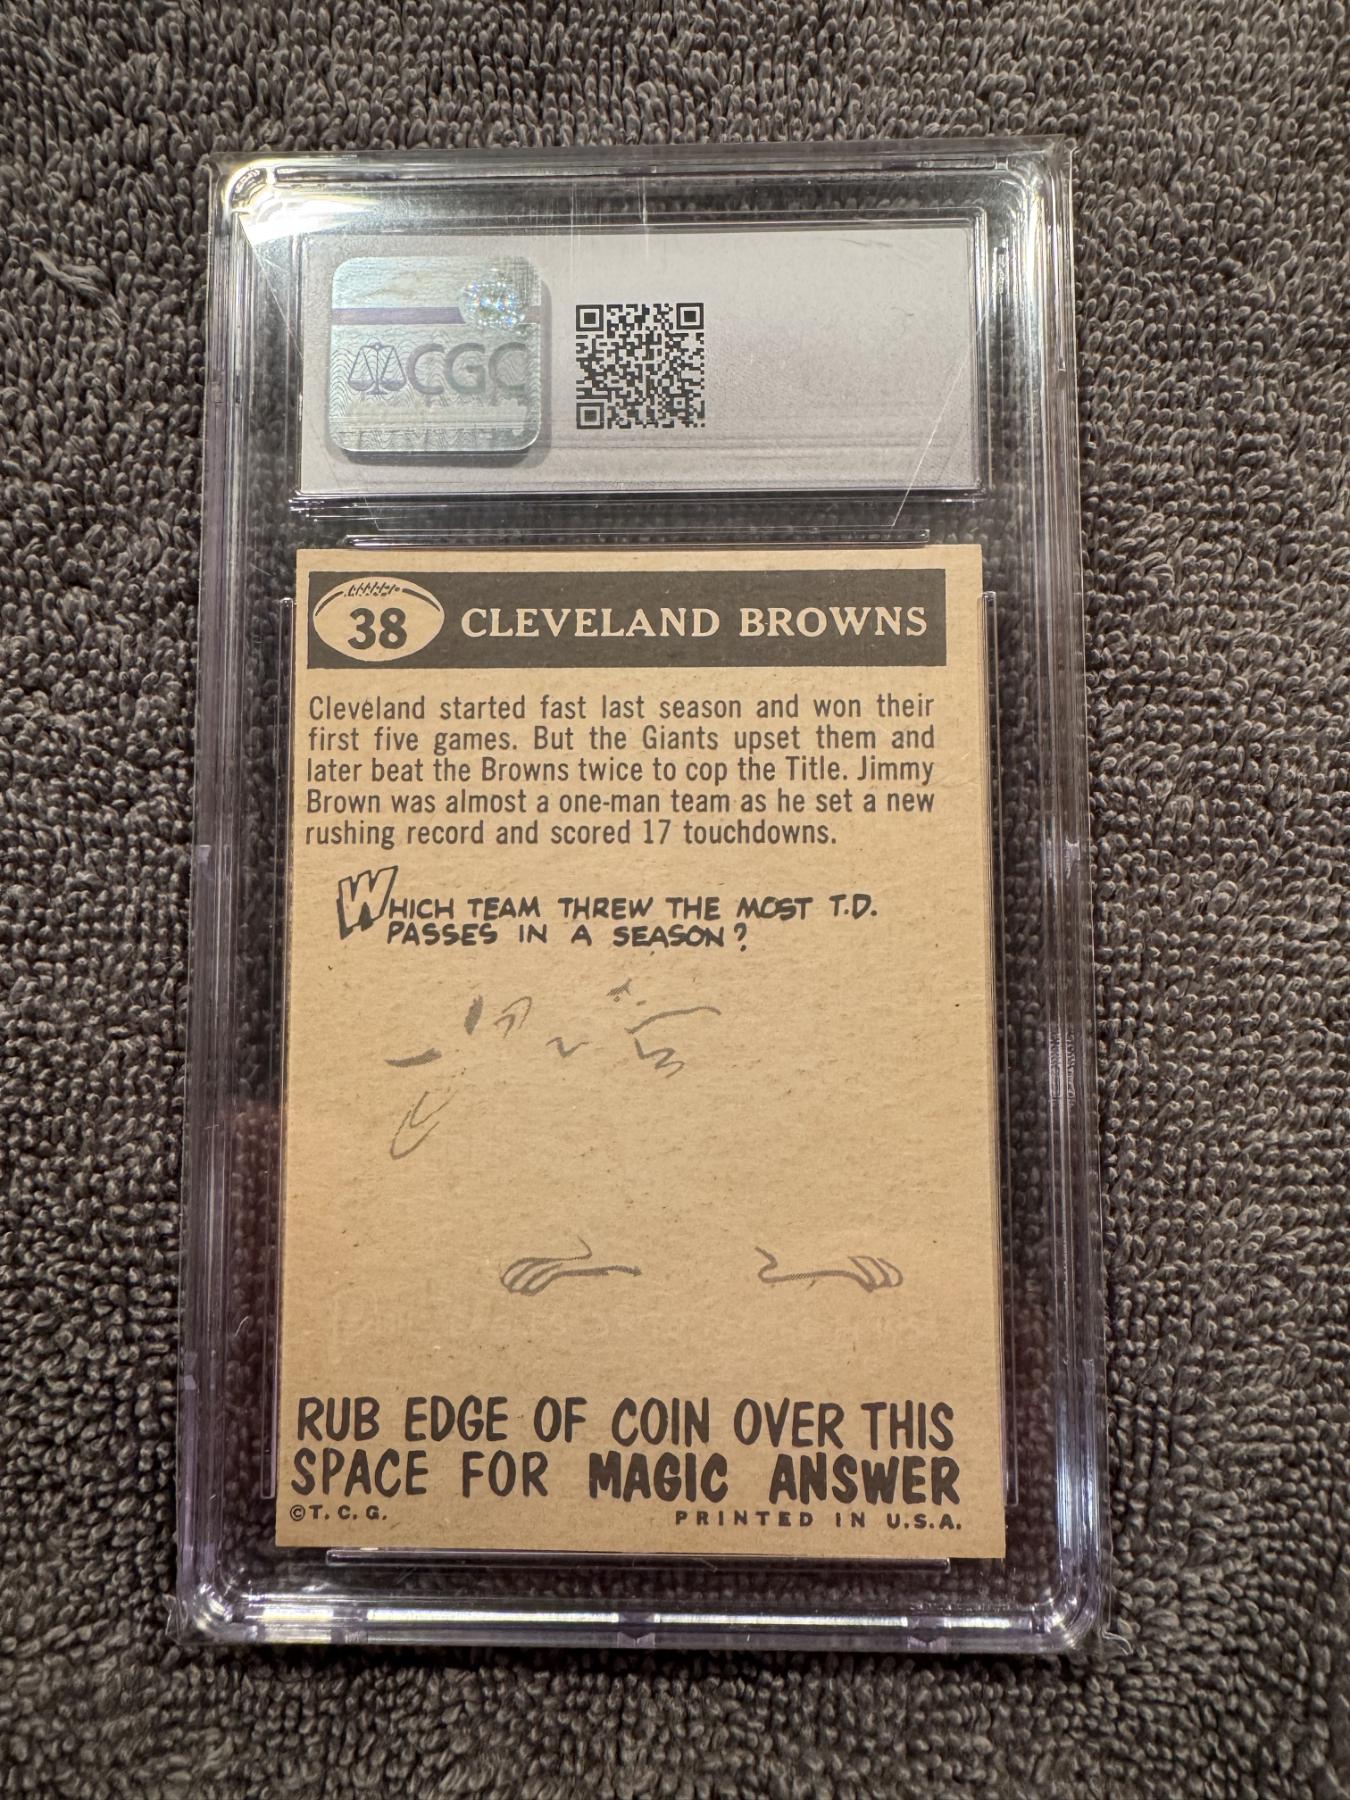 CGC
38 CLEVELAND BROWNS
Cleveland started fast last season and won their
first five games. But the Giants upset them and
later beat the Browns twice to cop the Title. Jimmy
Brown was almost a one-man team as he set a new
rushing record and scored 17 touchdowns.
WHICH TEAM THREW THE MOST T.D.
PASSES IN A SEASON?
RUB EDGE OF COIN OVER THIS
SPACE FOR MAGIC ANSWER
©T. C. G. PRINTED IN U.S.A.